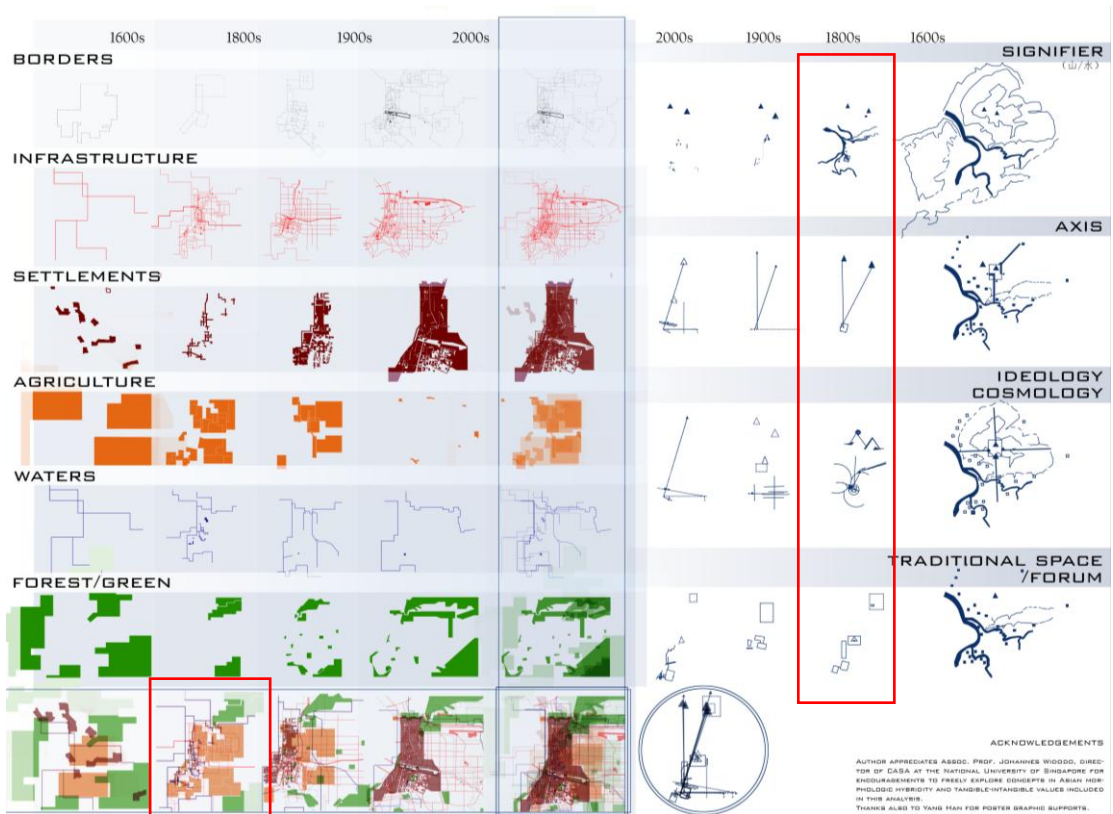 1600s 1800s 1900s 2000s
BORDERS
INFRASTRUCTURE
SETTLEMENTS
AGRICULTURE
WATERS
FOREST/GREEN
2000s 1900s 1800s 1600s
SIGNIFIER
(山/水)
AXIS
IDEOLOGY
COSMOLOGY
TRADITIONAL SPACE
/FORUM
ACKNOWLEDGEMENTS
AUTHOR APPRECIATES ASSOC. PROF. JOHANNES WIDODO, DIREC-
TOR OF CASA AT THE NATIONAL UNIVERSITY OF SINGAPORE FOR
ENCOURAGEMENTS TO FREELY EXPLORE CONCEPTS IN ASIAN MOR-
PHOLOGIC HYBRIDITY AND TANGIBLE-INTANGIBLE VALUES INCLUDED
IN THIS ANALYSIS.
THANKS ALSO TO YANG HAN FOR POSTER GRAPHIC SUPPORTS.